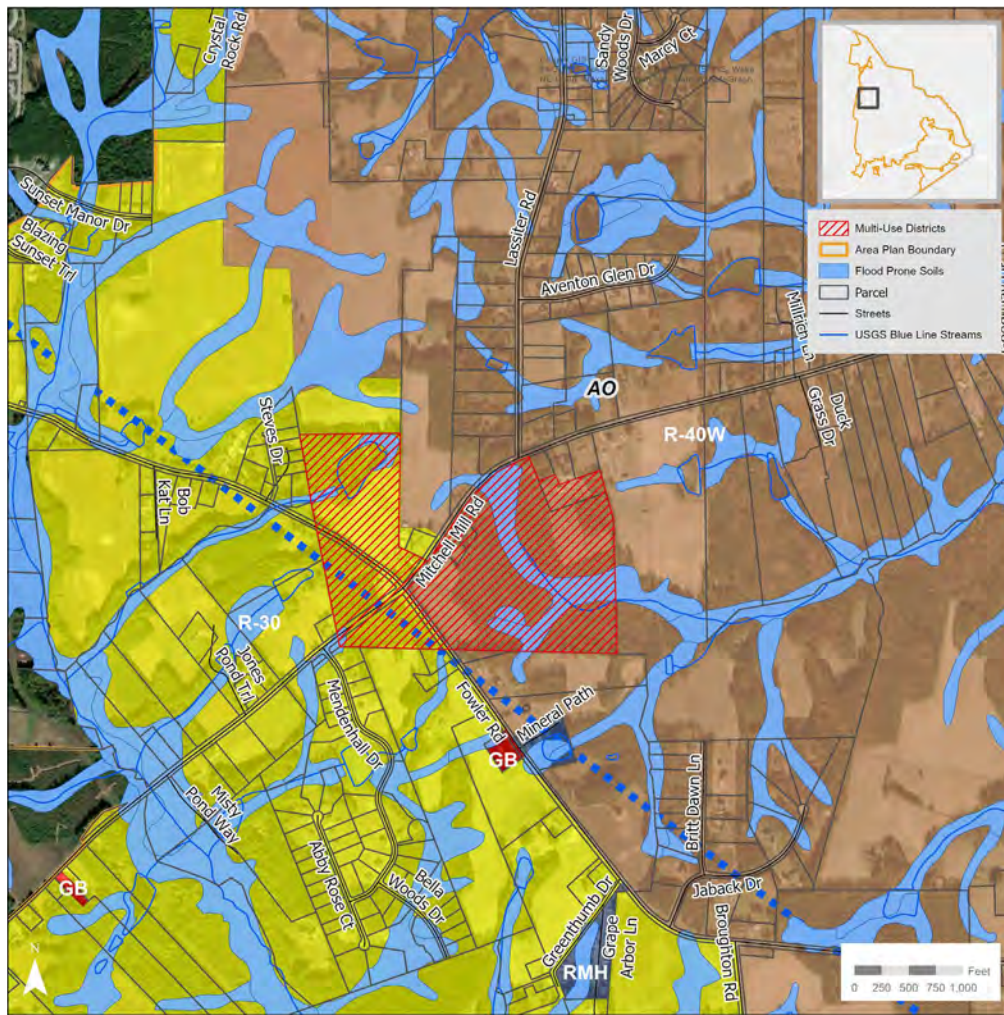 Crystal
Rock Rd
Sandy
Woods Dr
Marcy Ct
Sunset Manor Dr
Blazing
Sunset Trl
Lassiter Rd
Aventon Glen Dr
Multi-Use Districts
Area Plan Boundary
Flood Prone Soils
Parcel
Streets
USGS Blue Line Streams
Millrich Ln
Duck
Grass Dr
AO
R-40W
Steves Dr
Bob
Kat Ln
Mitchell Mill Rd
R-30
Jones
Pond Trl
Mendenhall Dr
Fowler Rd
Mineral Path
GB
Misty
Pond Way
Abby Rose Ct
Bella
Woods Dr
Britt Dawn Ln
Jaback Dr
GB
Greenthumb Dr
Grape
Arbor Ln
Broughton Rd
RMH
N
Feet
0 250 500 750 1,000